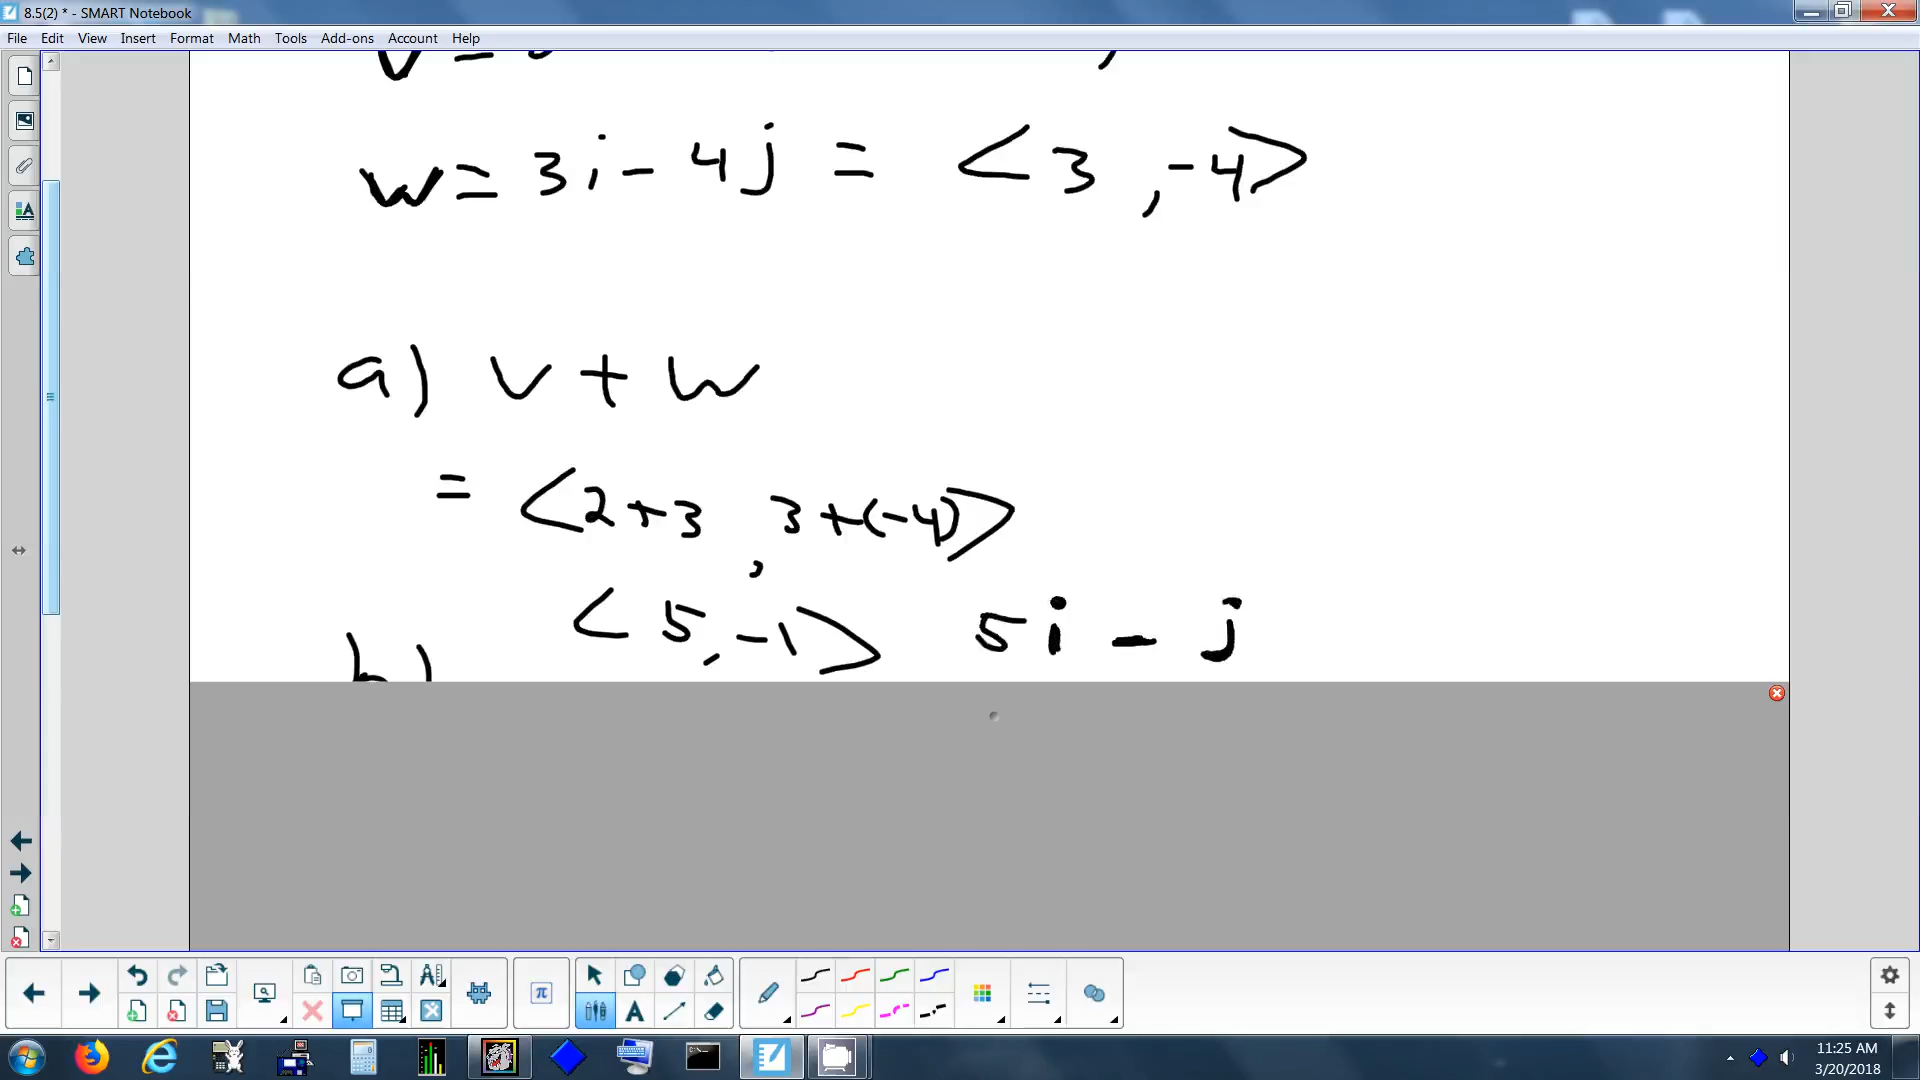 8.5(2) * - SMART Notebook
File Edit View Insert Format Math Tools Add-ons Account Help
w = 3i - 4j = <3, -4>
a) v + w
= <2+3, 3+(-4)>
<5, -1> 5i - j
b)
π
A
11:25 AM
3/20/2018